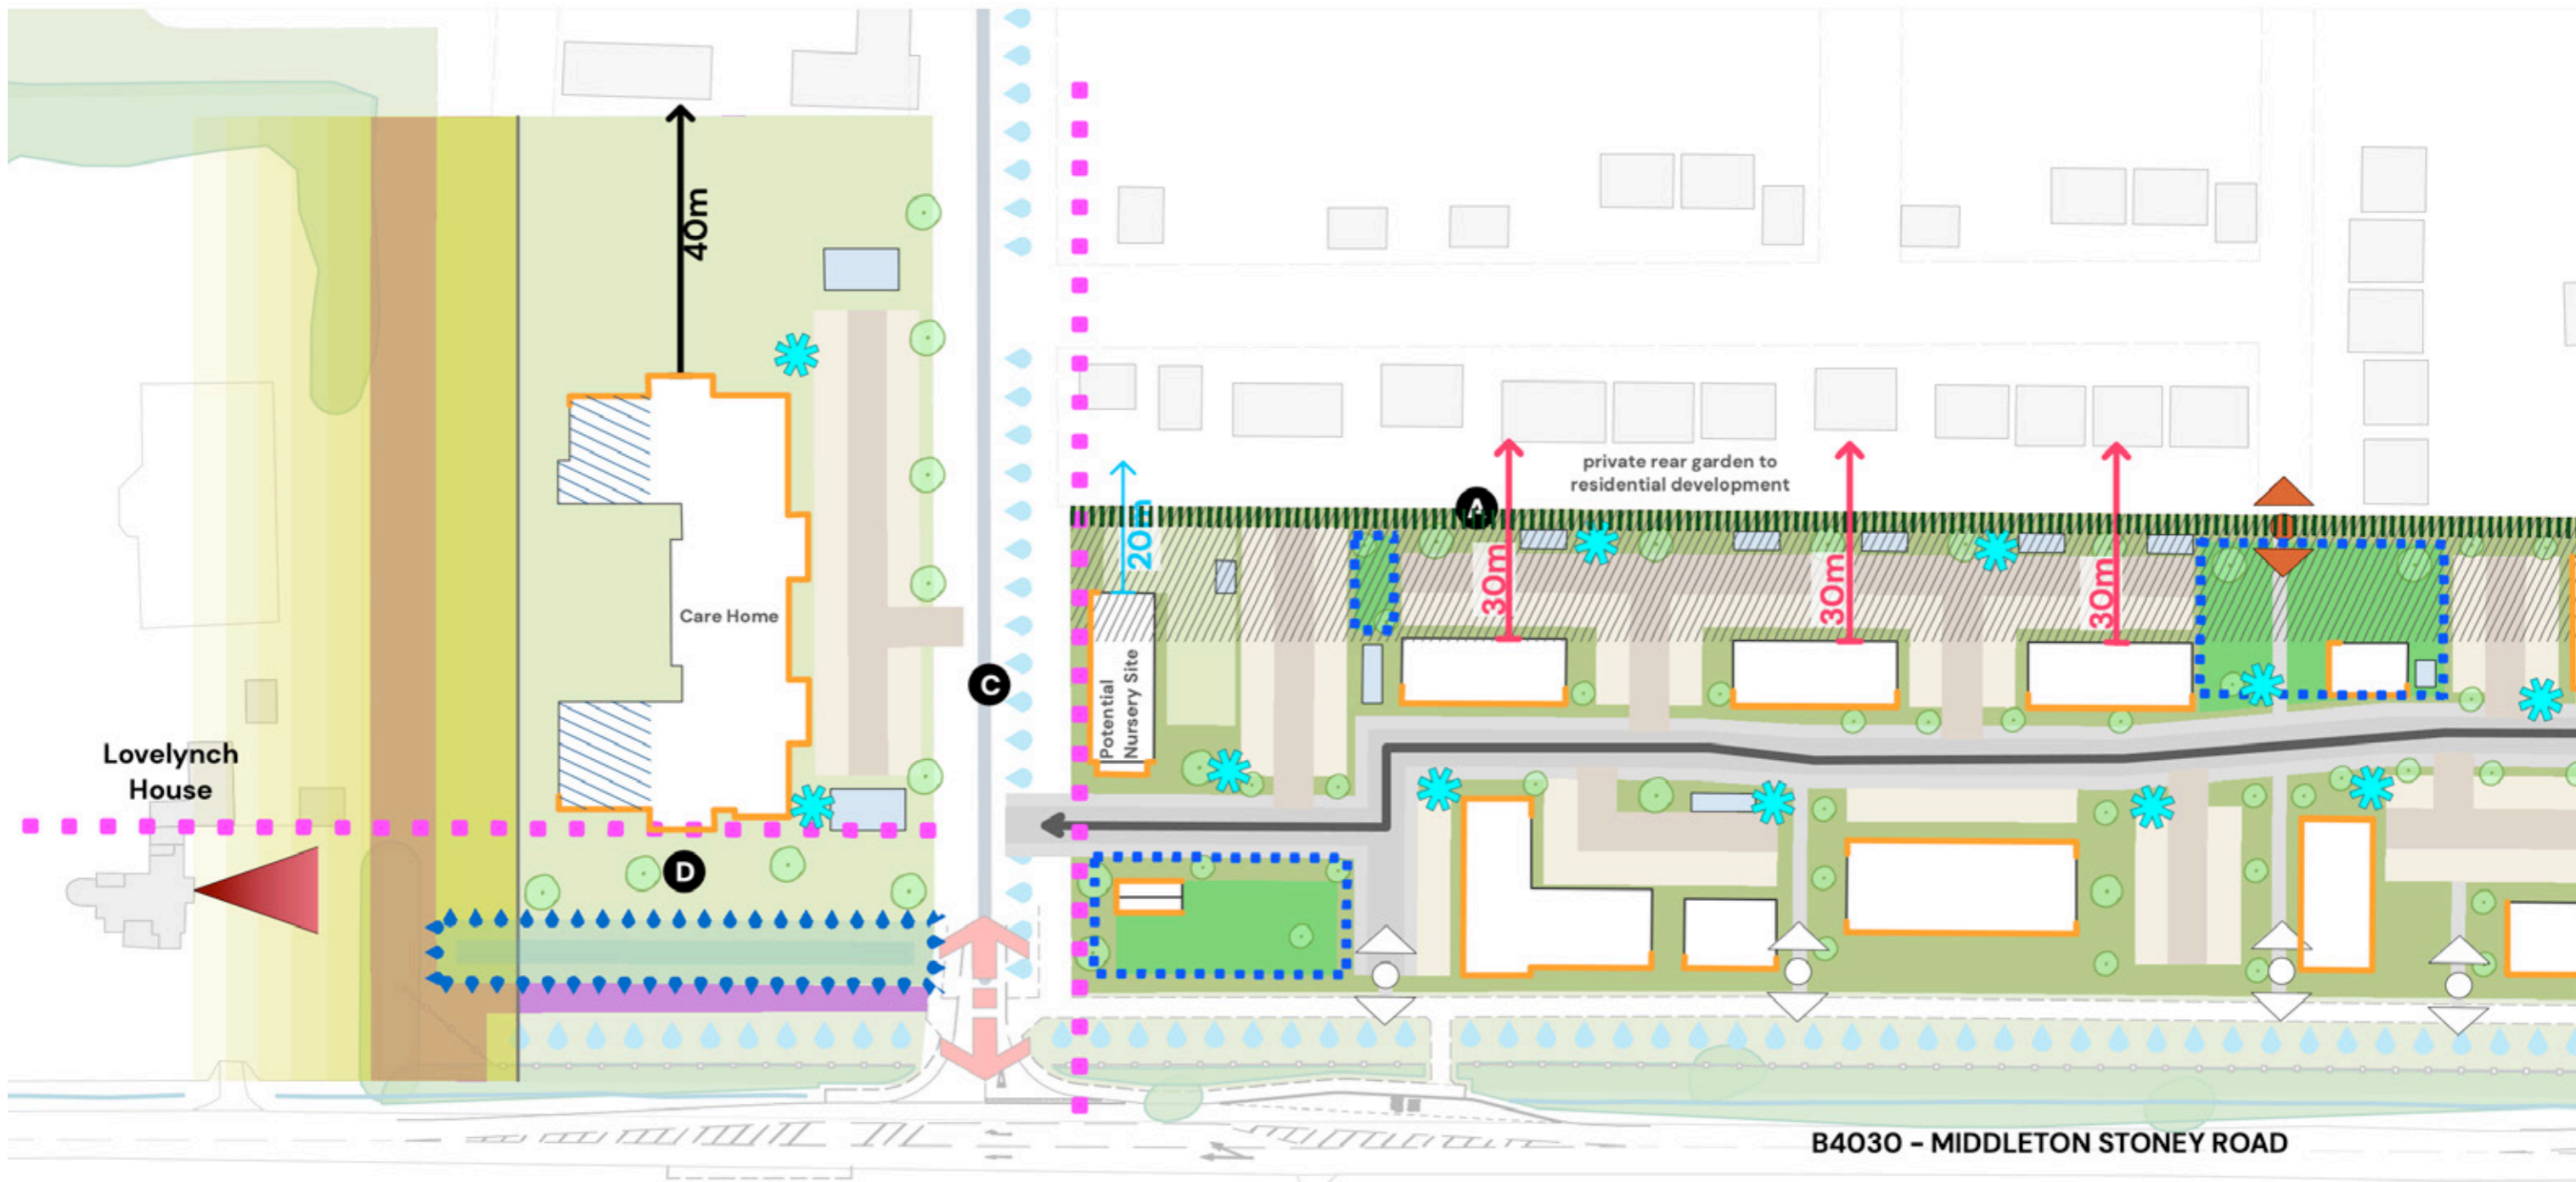 40m
A
private rear garden to
residential development
20m
30m
30m
30m
Care Home
C
Potential
Nursery Site
Lovelynch
House
D
B4030 - MIDDLETON STONEY ROAD